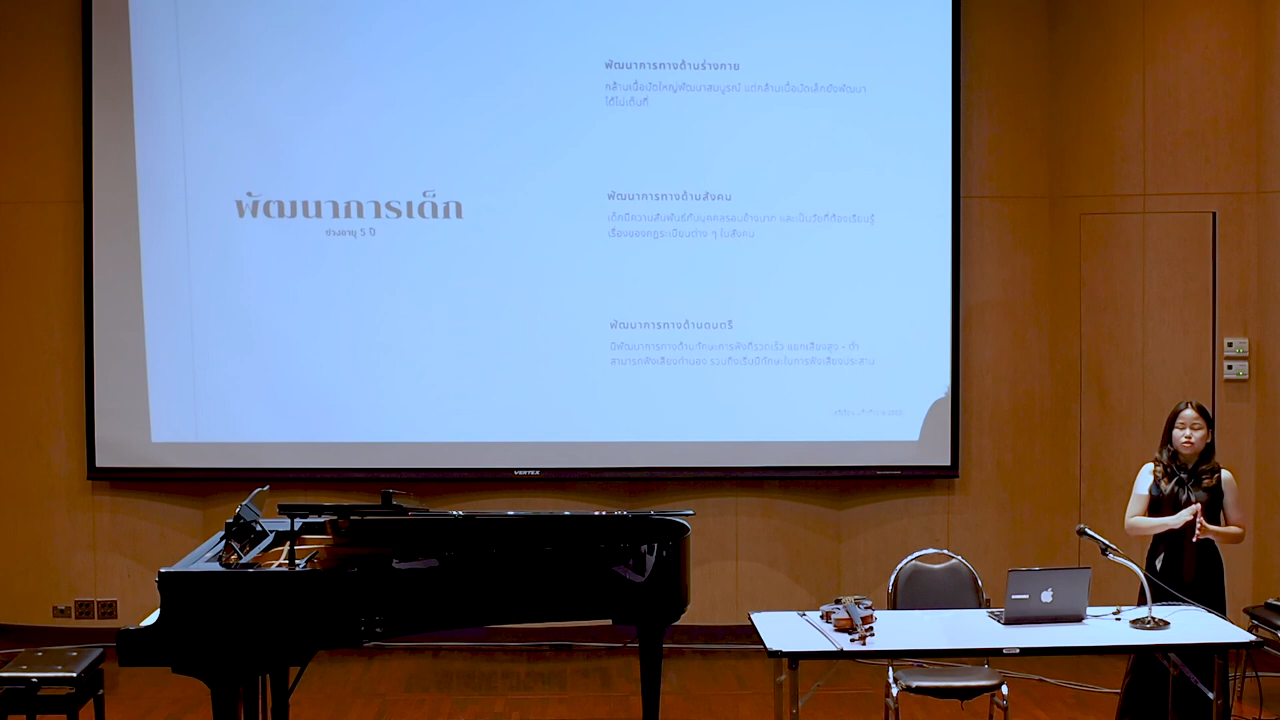 พัฒนาการเด็ก
ช่วงอายุ 5 ปี
พัฒนาการทางด้านร่างกาย
กล้ามเนื้อมัดใหญ่พัฒนาสมบูรณ์ แต่กล้ามเนื้อมัดเล็กยังพัฒนา
ได้ไม่เต็มที่
พัฒนาการทางด้านสังคม
เด็กมีความสัมพันธ์กับบุคคลรอบข้างมาก และเป็นวัยที่ต้องเรียนรู้
เรื่องของกฎระเบียบต่าง ๆ ในสังคม
พัฒนาการทางด้านดนตรี
มีพัฒนาการทางด้านทักษะการฟังที่รวดเร็ว แยกเสียงสูง - ต่ำ
สามารถฟังเสียงทำนอง รวมถึงเริ่มมีทักษะในการฟังเสียงประสาน
VERTEX